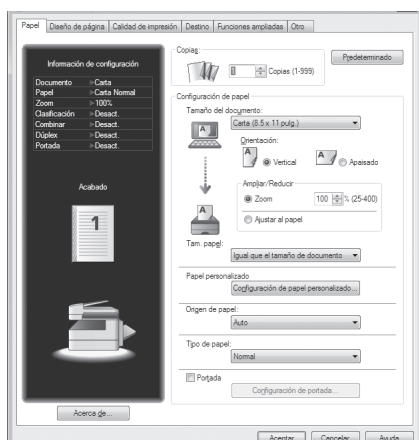 Papel Diseño de página Calidad de impresión Destino Funciones ampliadas Otro
Información de configuración
Documento ▹Carta
Papel ▹Carta Normal
Zoom ▹100%
Clasificación ▹Desact.
Combinar ▹Desact.
Dúplex ▹Desact.
Portada ▹Desact.
Acabado
1
Acerca de...
Copias:
1 Copias (1-999)
Predeterminado
Configuración de papel
Tamaño del documento:
Carta (8.5 x 11 pulg.)
Orientación:
A Vertical A Apaisado
Ampliar/Reducir
Zoom 100 % (25-400)
Ajustar al papel
A
A
Tam. papel:
Igual que el tamaño de documento
Papel personalizado
Configuración de papel personalizado...
Origen de papel:
Auto
Tipo de papel:
Normal
Portada
Configuración de portada...
Aceptar Cancelar Ayuda